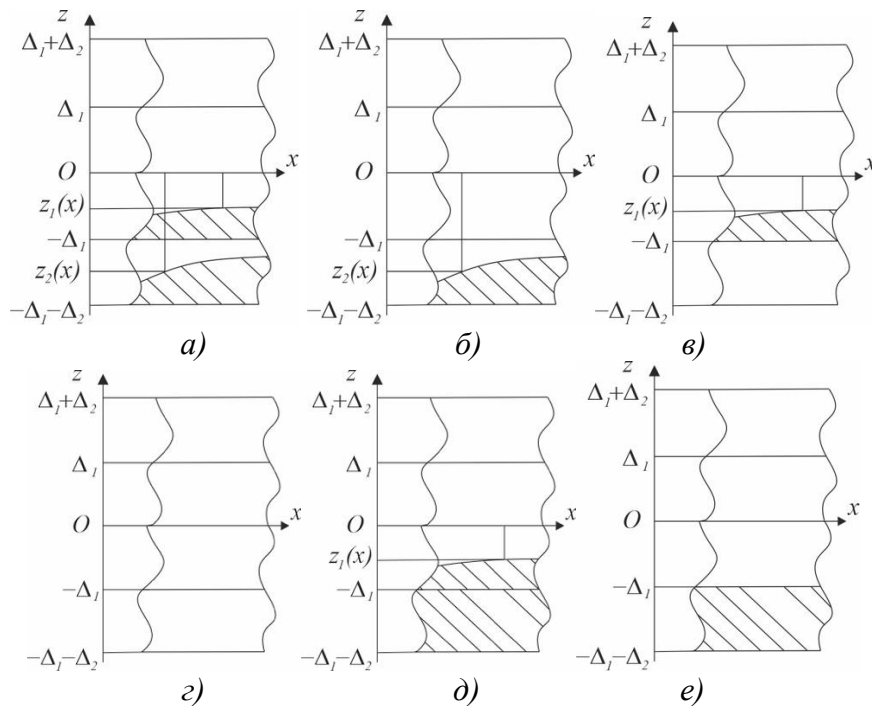 z z z
Δ₁+Δ₂ Δ₁+Δ₂ Δ₁+Δ₂
Δ₁ Δ₁ Δ₁
O x O x O x
z₁(x) z₁(x)
−Δ₁ −Δ₁ −Δ₁
z₂(x) z₂(x)
−Δ₁−Δ₂ −Δ₁−Δ₂ −Δ₁−Δ₂
а) б) в)
z z z
Δ₁+Δ₂ Δ₁+Δ₂ Δ₁+Δ₂
Δ₁ Δ₁ Δ₁
O x O x O x
z₁(x)
−Δ₁ −Δ₁ −Δ₁
−Δ₁−Δ₂ −Δ₁−Δ₂ −Δ₁−Δ₂
г) д) е)